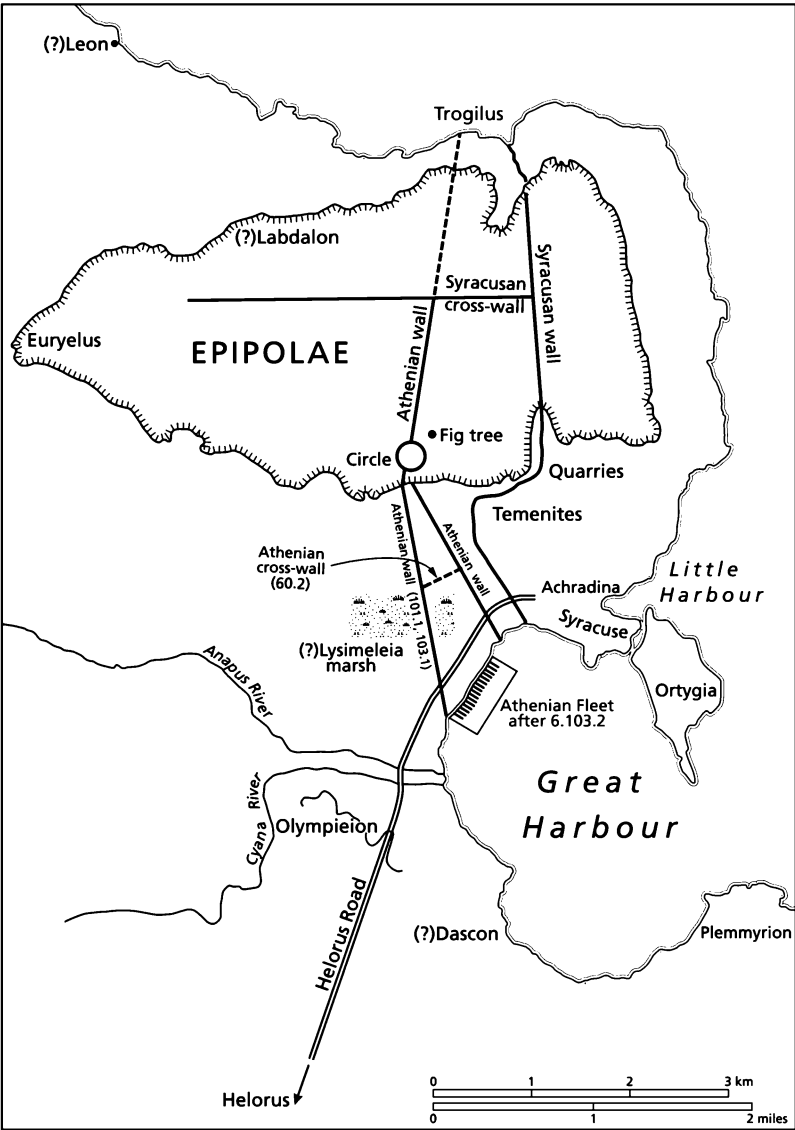 (?)Leon
Trogilus
(?)Labdalon
Syracusan
cross-wall
Syracusan wall
Euryelus
EPIPOLAE
Athenian wall
Fig tree
Circle
Quarries
Temenites
Athenian wall (101.1, 103.1)
Athenian wall
Athenian
cross-wall
(60.2)
Achradina
Little
Harbour
Syracuse
(?)Lysimeleia
marsh
Anapus River
Ortygia
Athenian Fleet
after 6.103.2
Great
Harbour
Cyana River
Olympieion
Helorus Road
(?)Dascon
Plemmyrion
Helorus
0 1 2 3 km
0 1 2 miles